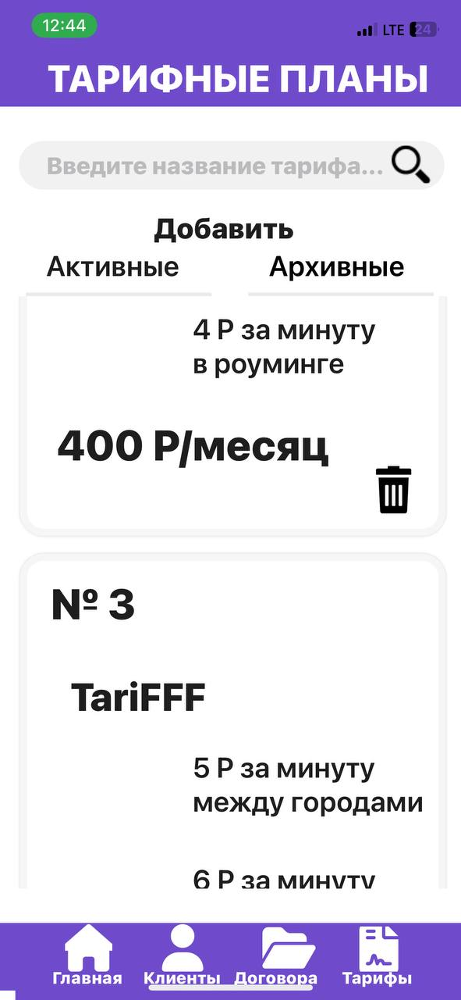 12:44
LTE 24
ТАРИФНЫЕ ПЛАНЫ
Введите название тарифа...
Добавить
Активные Архивные
4 Р за минуту
в роуминге
400 Р/месяц
№ 3
TariFFF
5 Р за минуту
между городами
6 Р за минуту
Главная Клиенты Договора Тарифы